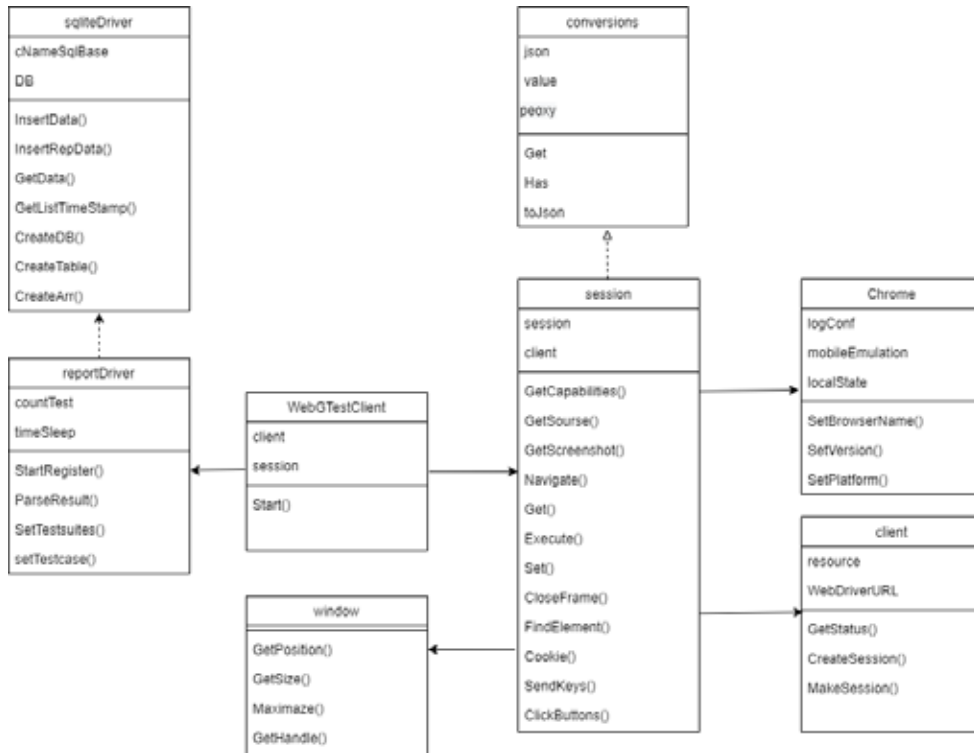 sqliteDriver
cNameSqlBase
DB
InsertData()
InsertRepData()
GetData()
GetListTimeStamp()
CreateDB()
CreateTable()
CreateArr()
conversions
json
value
peoxy
Get
Has
toJson
reportDriver
countTest
timeSleep
StartRegister()
ParseResult()
SetTestsuites()
setTestcase()
WebGTestClient
client
session
Start()
window
GetPosition()
GetSize()
Maximaze()
GetHandle()
session
session
client
GetCapabilities()
GetSourse()
GetScreenshot()
Navigate()
Get()
Execute()
Set()
CloseFrame()
FindElement()
Cookie()
SendKeys()
ClickButtons()
Chrome
logConf
mobileEmulation
localState
SetBrowserName()
SetVersion()
SetPlatform()
client
resource
WebDriverURL
GetStatus()
CreateSession()
MakeSession()